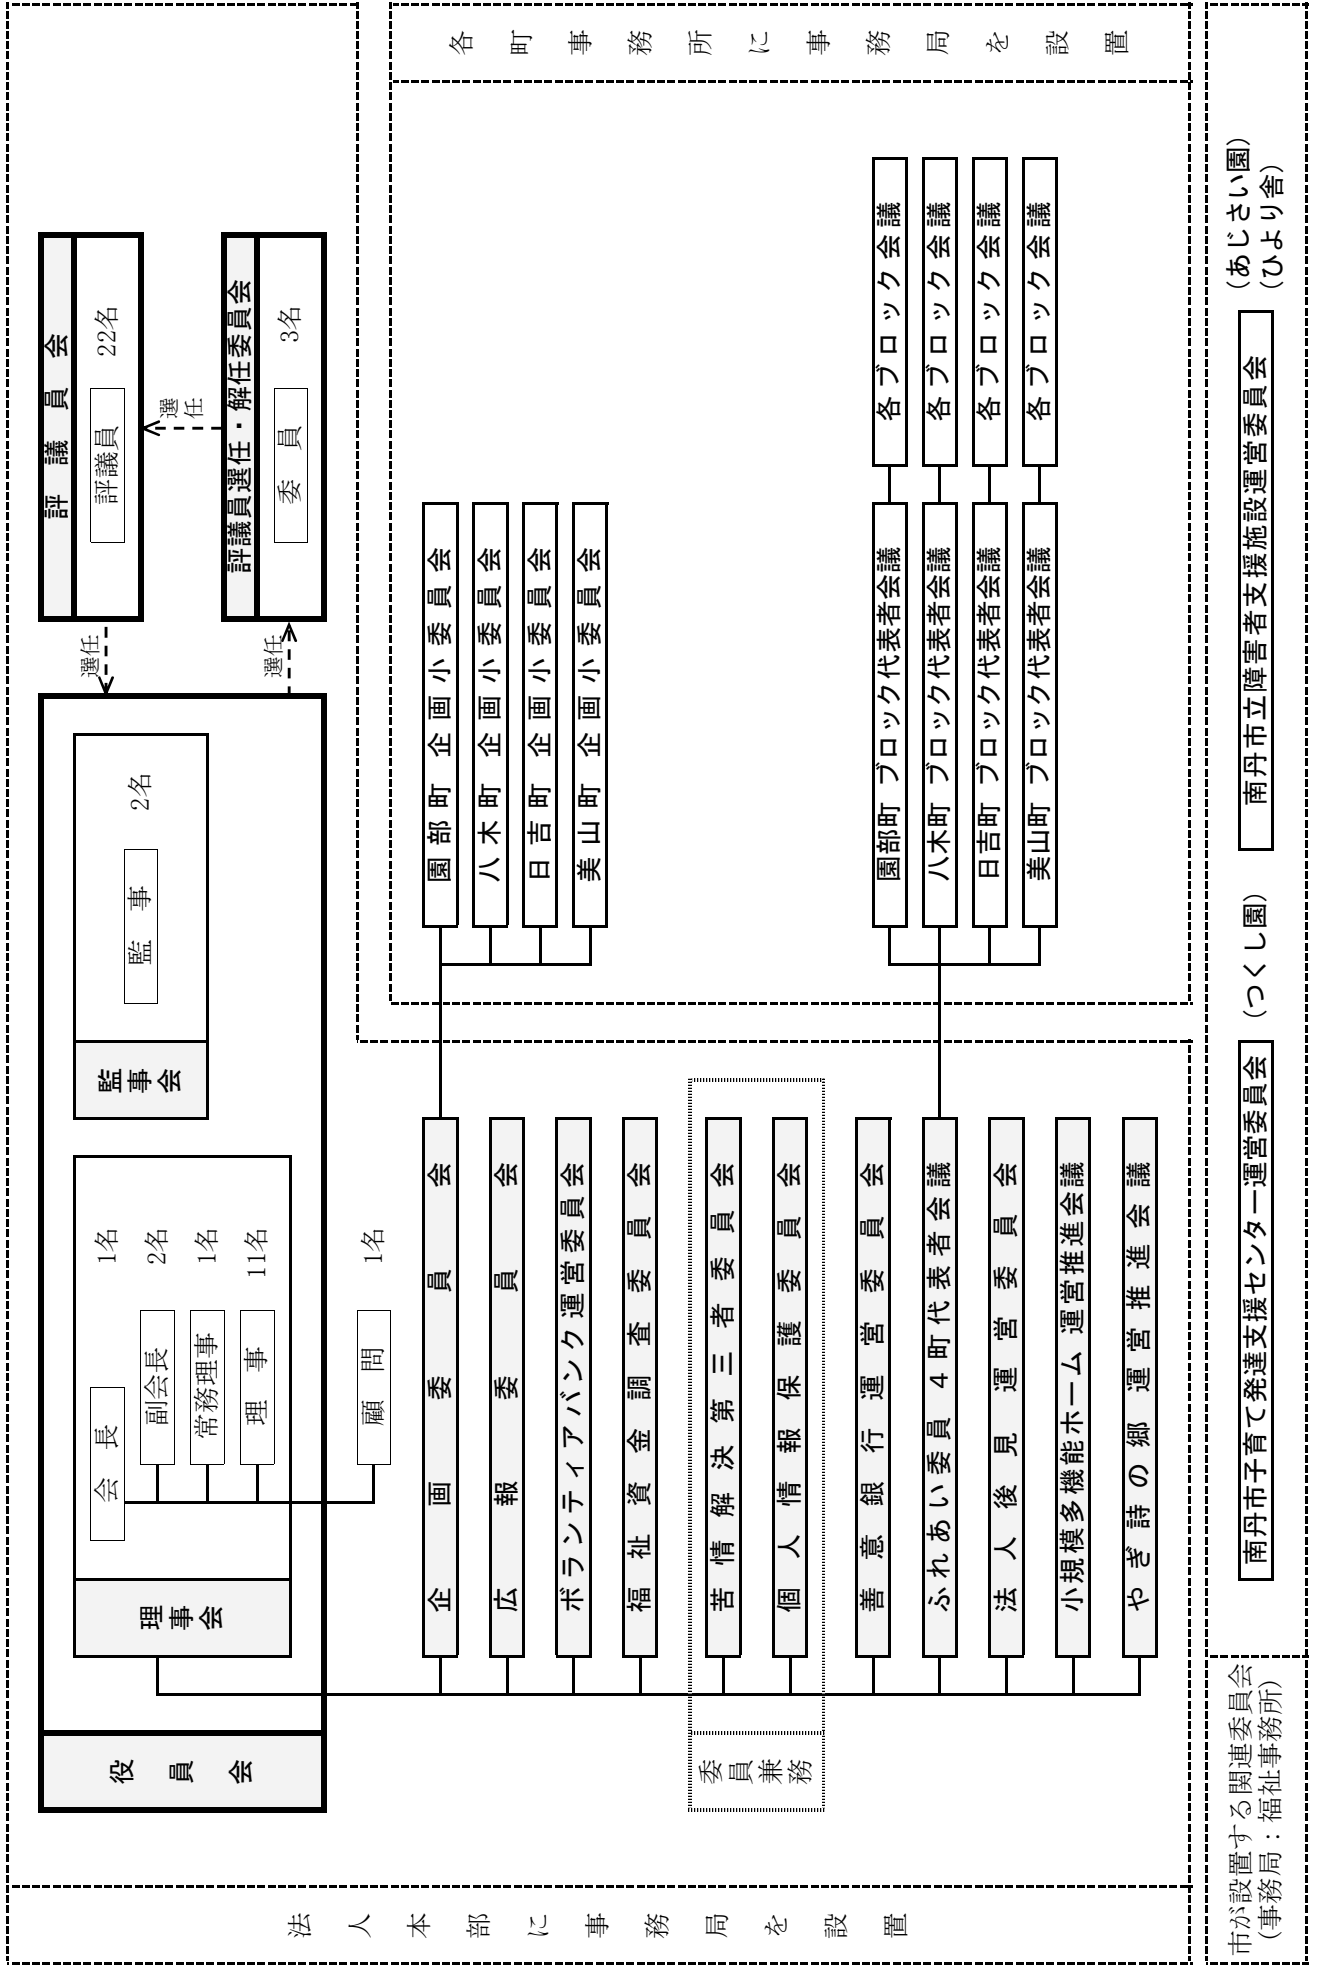 法人本部に事務局を設置
役員会
理事会
会長 1名
副会長 2名
常務理事 1名
理事 11名
顧問 1名
監事会
監事 2名
選任
選任
評議員会
評議員 22名
選任
評議員選任・解任委員会
委員 3名
企画委員会
広報委員会
ボランティアバンク運営委員会
福祉資金調査委員会
委員兼務
苦情解決第三者委員会
個人情報保護委員会
善意銀行運営委員会
ふれあい委員４町代表者会議
法人後見運営委員会
小規模多機能ホーム運営推進会議
やぎ詩の郷運営推進会議
各町事務所に事務局を設置
園部町企画小委員会
八木町企画小委員会
日吉町企画小委員会
美山町企画小委員会
園部町ブロック代表者会議 各ブロック会議
八木町ブロック代表者会議 各ブロック会議
日吉町ブロック代表者会議 各ブロック会議
美山町ブロック代表者会議 各ブロック会議
市が設置する関連委員会
（事務局：福祉事務所）
南丹市子育て発達支援センター運営委員会 （つくし園）
南丹市立障害者支援施設運営委員会
（あじさい園）
（ひより舎）